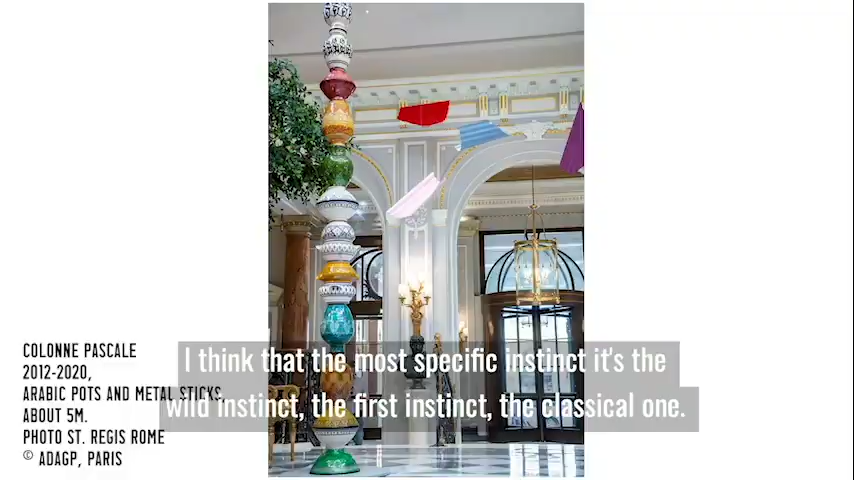 COLONNE PASCALE
2012-2020,
ARABIC POTS AND METAL STICKS,
ABOUT 5M.
PHOTO ST. REGIS ROME
© ADAGP, PARIS
I think that the most specific instinct it's the
wild instinct, the first instinct, the classical one.